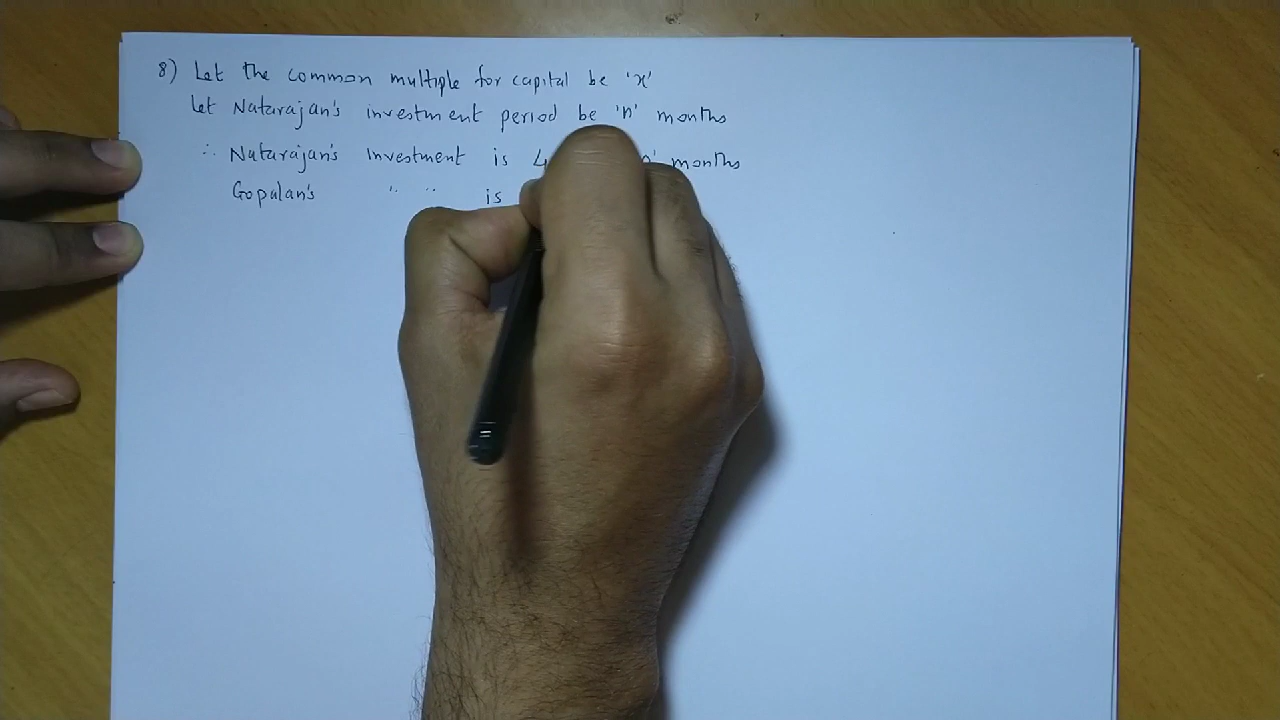 8) Let the common multiple for capital be 'x'
let Natarajan's investment period be 'n' months
∴ Natarajan's Investment is 4 'n' months
Gopalan's " " is